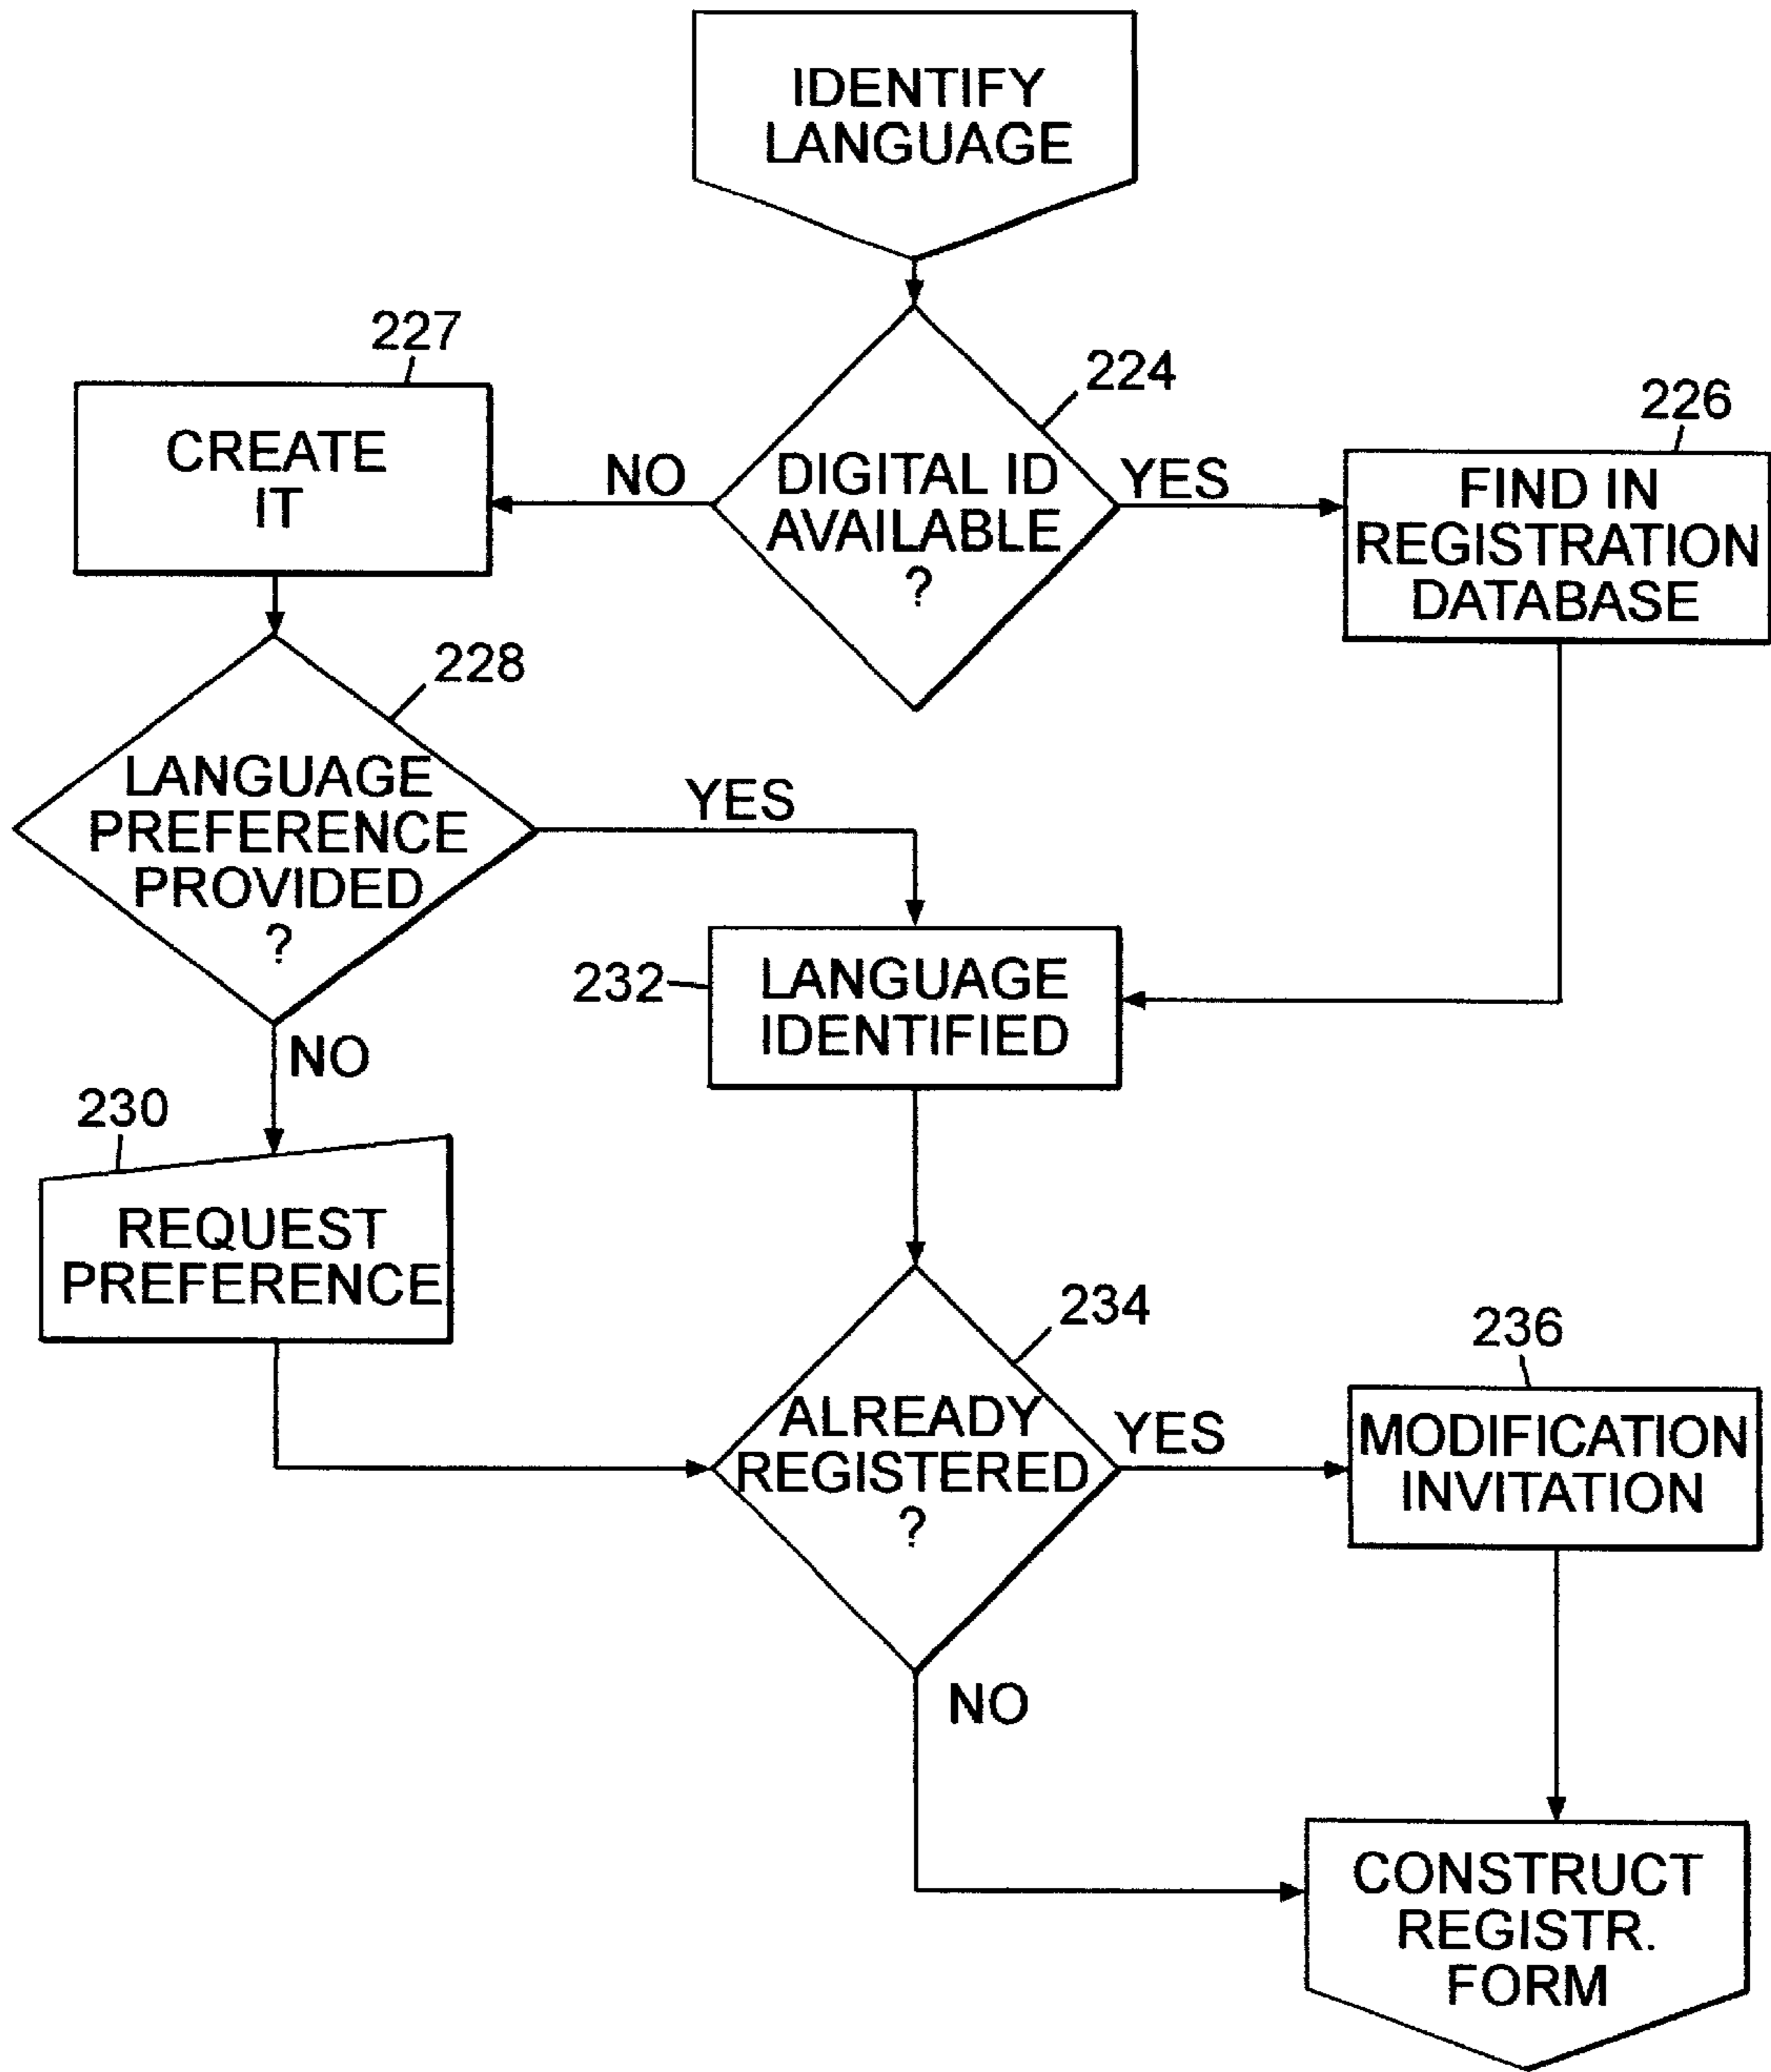 IDENTIFY
LANGUAGE
227
224
226
CREATE
IT
NO
DIGITAL ID
AVAILABLE
?
YES
FIND IN
REGISTRATION
DATABASE
228
LANGUAGE
PREFERENCE
PROVIDED
?
YES
232
LANGUAGE
IDENTIFIED
NO
230
REQUEST
PREFERENCE
234
236
ALREADY
REGISTERED
?
YES
MODIFICATION
INVITATION
NO
CONSTRUCT
REGISTR.
FORM